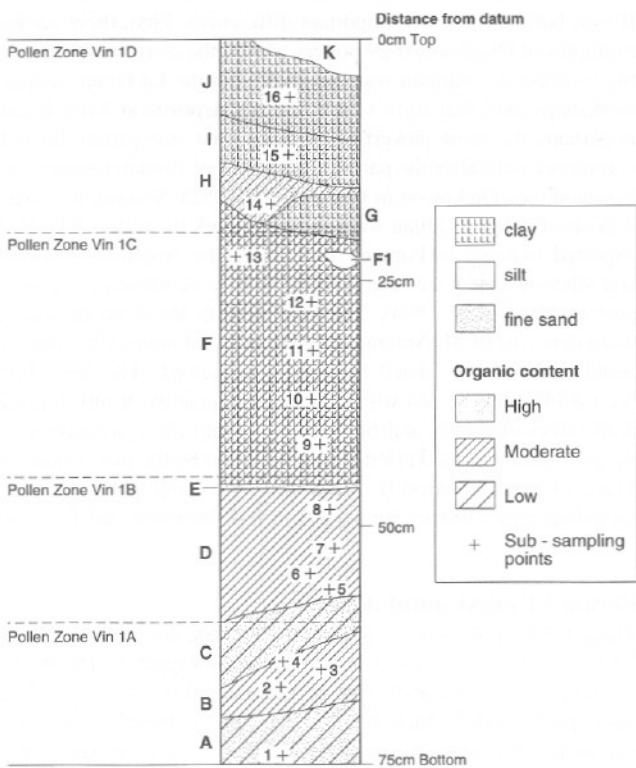 Distance from datum
0cm Top
Pollen Zone Vin 1D
K
J
16 +
I
15 +
H
14 +
G
Pollen Zone Vin 1C
+ 13
F1
25cm
12 +
F
11 +
10 +
9 +
Pollen Zone Vin 1B
E
8 +
50cm
D
7 +
6 +
+ 5
Pollen Zone Vin 1A
C
+ 4
+ 3
2 +
B
A
1 +
75cm Bottom
clay
silt
fine sand
Organic content
High
Moderate
Low
+ Sub - sampling
points